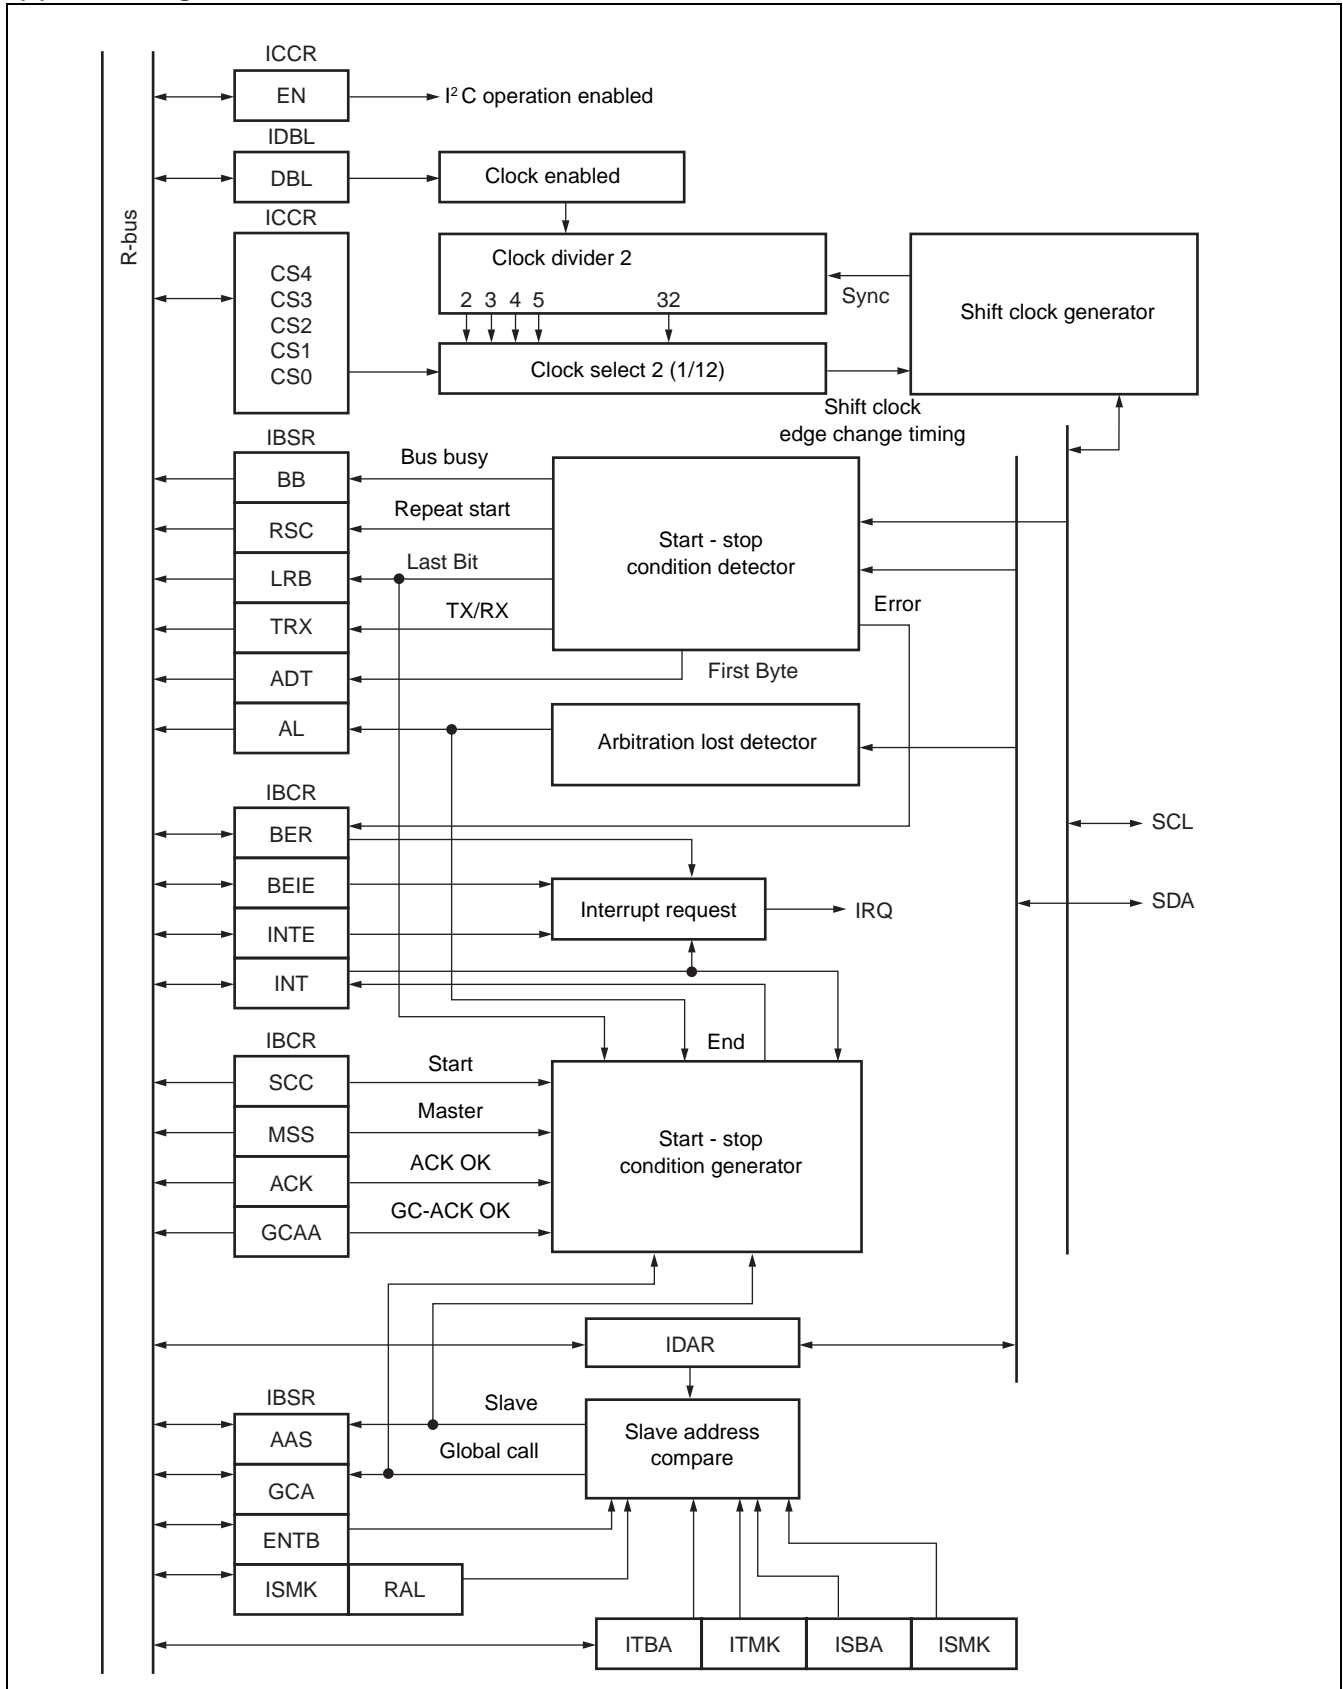 ICCR
EN
I²C operation enabled
IDBL
DBL
Clock enabled
R-bus
ICCR
CS4
CS3
CS2
CS1
CS0
Clock divider 2
2 3 4 5 32
Sync
Shift clock generator
Clock select 2 (1/12)
Shift clock
edge change timing
IBSR
BB
Bus busy
RSC
Repeat start
LRB
Last Bit
TRX
TX/RX
ADT
First Byte
AL
Start - stop
condition detector
Error
Arbitration lost detector
IBCR
BER
BEIE
INTE
INT
Interrupt request
IRQ
SCL
SDA
End
IBCR
SCC
Start
MSS
Master
ACK
ACK OK
GCAA
GC-ACK OK
Start - stop
condition generator
IDAR
IBSR
AAS
Slave
GCA
Global call
ENTB
ISMK
RAL
Slave address
compare
ITBA
ITMK
ISBA
ISMK